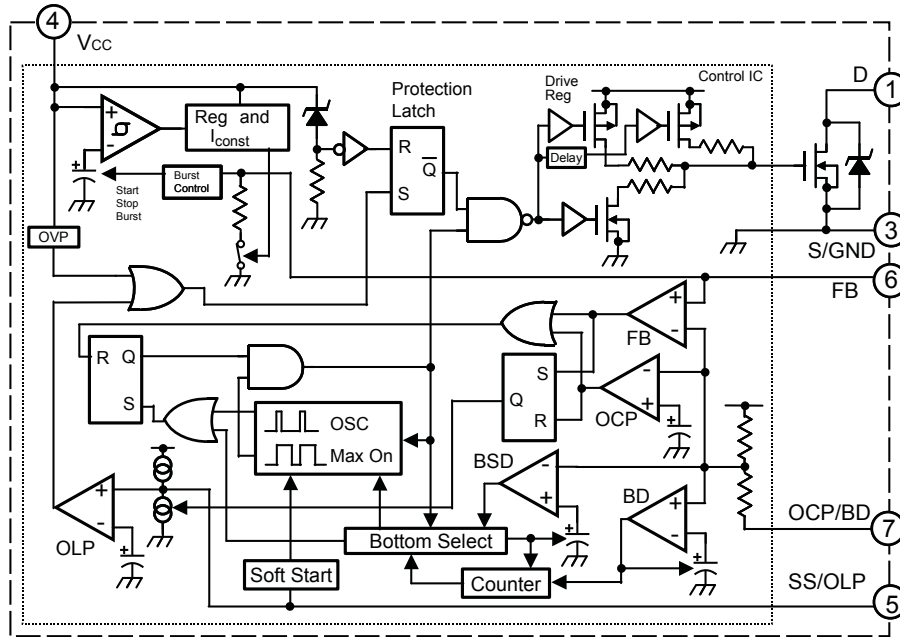 4
VCC
D
1
Protection
Latch
Drive
Reg
Control IC
+
-
Reg and
Iconst
R
Q
S
Delay
+
Burst
Control
Start
Stop
Burst
OVP
3
S/GND
6
FB
+
-
FB
R Q
S
S
Q
R
-
+
OCP
+
OSC
Max On
BSD
-
+
+
BD
+
-
+
OCP/BD
7
+
-
OLP
+
Bottom Select
Soft Start
Counter
SS/OLP
5